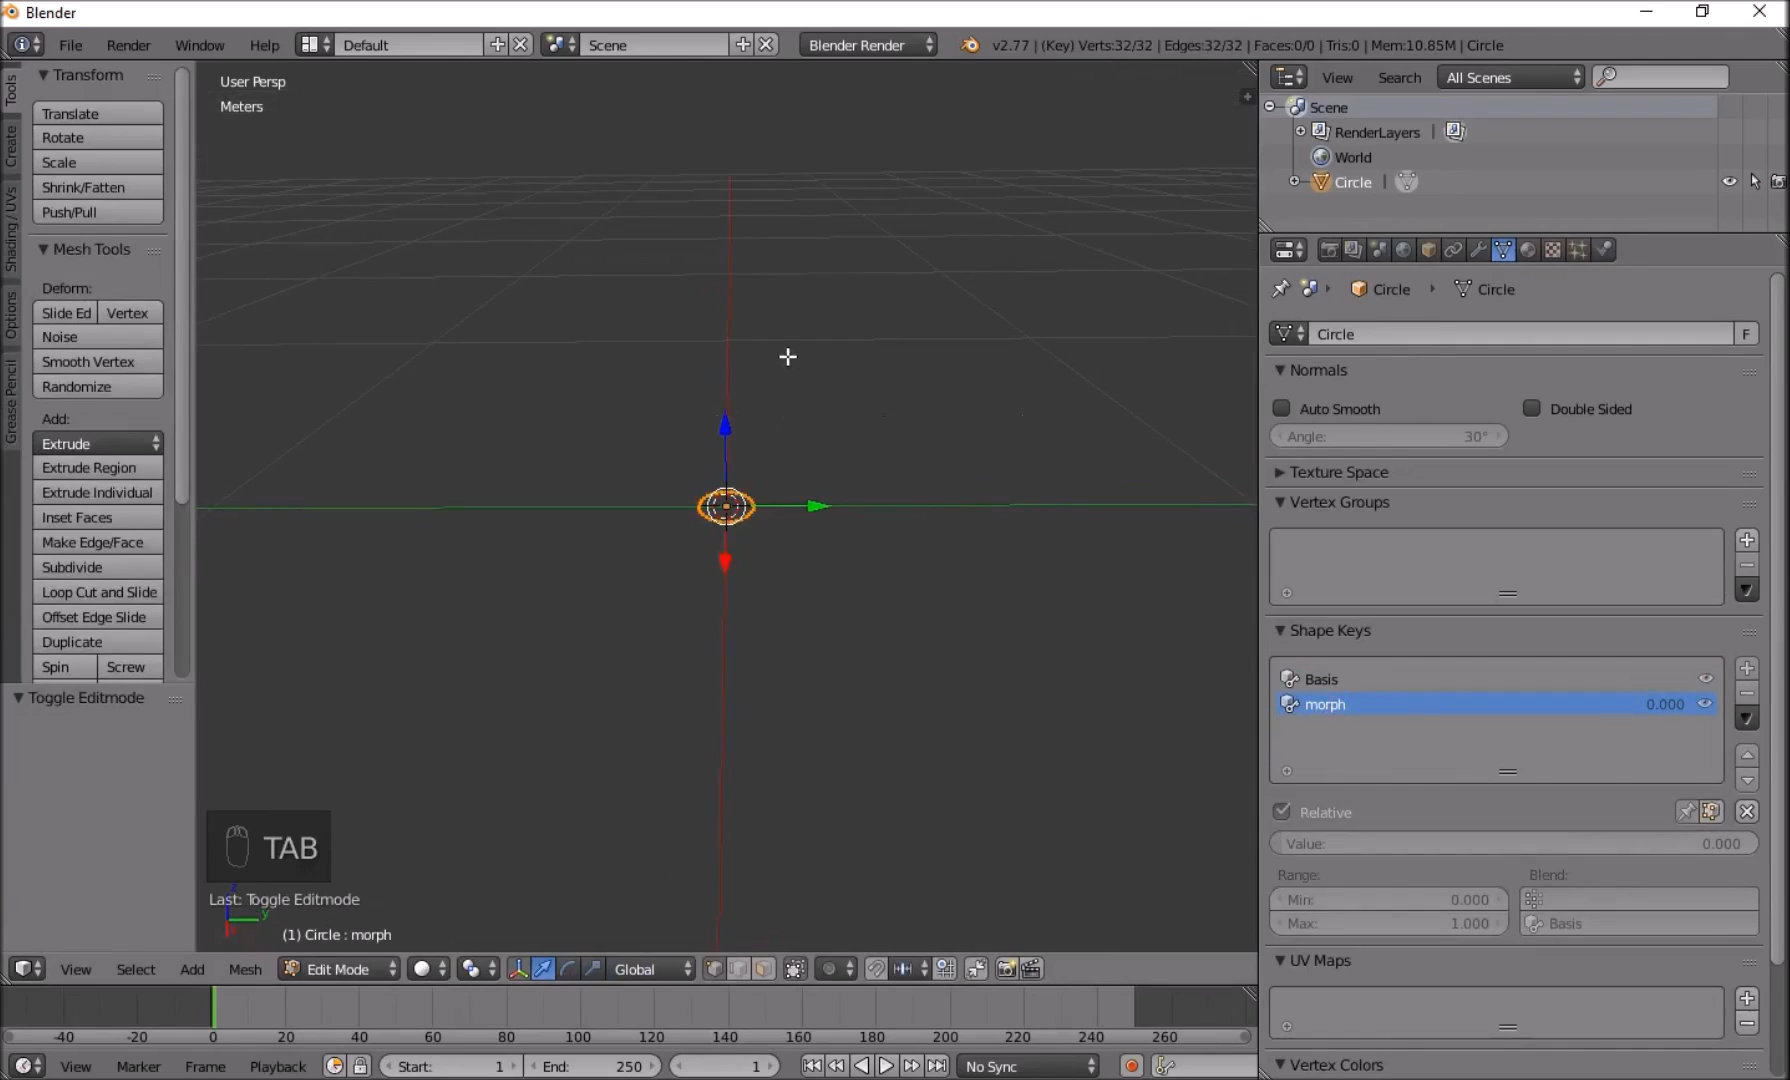 Blender
File Render Window Help Default Scene Blender Render v2.77 | (Key) Verts:32/32 | Edges:32/32 | Faces:0/0 | Tris:0 | Mem:10.85M | Circle
Tools
Create
Shading / UVs
Options
Grease Pencil
Transform
Translate
Rotate
Scale
Shrink/Fatten
Push/Pull
Mesh Tools
Deform:
Slide Ed Vertex
Noise
Smooth Vertex
Randomize
Add:
Extrude
Extrude Region
Extrude Individual
Inset Faces
Make Edge/Face
Subdivide
Loop Cut and Slide
Offset Edge Slide
Duplicate
Spin Screw
Toggle Editmode
User Persp
Meters
TAB
Last: Toggle Editmode
z
y
(1) Circle : morph
View Select Add Mesh Edit Mode Global
-40 -20 0 20 40 60 80 100 120 140 160 180 200 220 240 260
View Marker Frame Playback Start: 1 End: 250 1 No Sync
View Search All Scenes
Scene
RenderLayers |
World
Circle |
Circle Circle
Circle F
Normals
Auto Smooth Double Sided
Angle: 30°
Texture Space
Vertex Groups
Shape Keys
Basis
morph 0.000
Relative
Value: 0.000
Range: Blend:
Min: 0.000
Max: 1.000 Basis
UV Maps
Vertex Colors